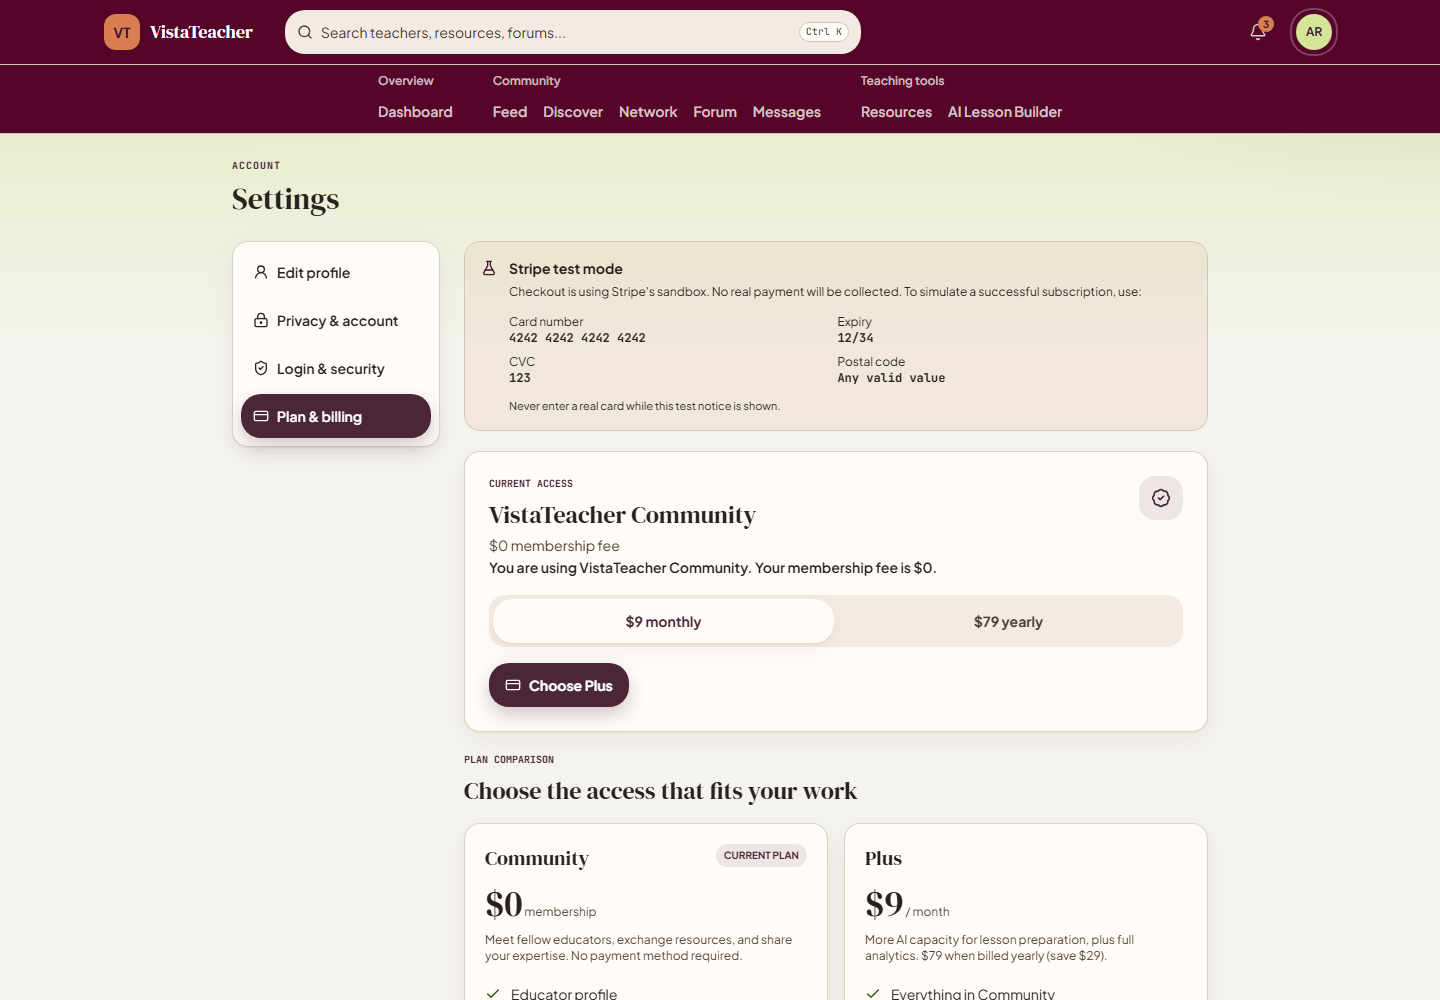 VT VistaTeacher
Search teachers, resources, forums...
Ctrl K
3
AR
Overview
Dashboard
Community
Feed Discover Network Forum Messages
Teaching tools
Resources AI Lesson Builder
ACCOUNT
Settings
Edit profile
Privacy & account
Login & security
Plan & billing
Stripe test mode
Checkout is using Stripe's sandbox. No real payment will be collected. To simulate a successful subscription, use:
Card number
4242 4242 4242 4242
Expiry
12/34
CVC
123
Postal code
Any valid value
Never enter a real card while this test notice is shown.
CURRENT ACCESS
VistaTeacher Community
$0 membership fee
You are using VistaTeacher Community. Your membership fee is $0.
$9 monthly
$79 yearly
Choose Plus
PLAN COMPARISON
Choose the access that fits your work
Community
CURRENT PLAN
$0 membership
Meet fellow educators, exchange resources, and share
your expertise. No payment method required.
Educator profile
Plus
$9 / month
More AI capacity for lesson preparation, plus full
analytics. $79 when billed yearly (save $29).
Everything in Community